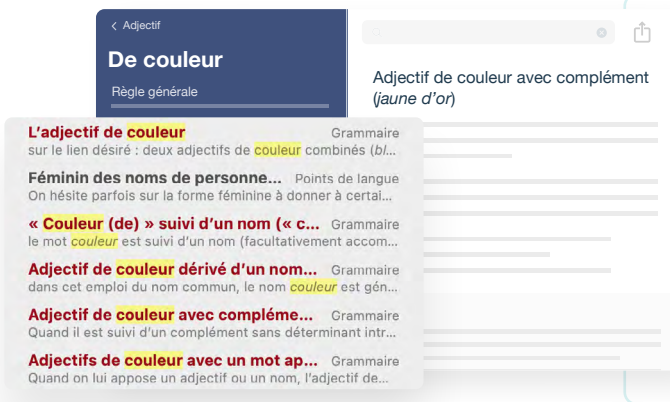 Adjectif
De couleur
Règle générale
Adjectif de couleur avec complément
(jaune d'or)
L'adjectif de couleur Grammaire
sur le lien désiré : deux adjectifs de couleur combinés (bl...
Féminin des noms de personne... Points de langue
On hésite parfois sur la forme féminine à donner à certai...
« Couleur (de) » suivi d'un nom (« c... Grammaire
le mot couleur est suivi d'un nom (facultativement accom...
Adjectif de couleur dérivé d'un nom... Grammaire
dans cet emploi du nom commun, le nom couleur est gén...
Adjectif de couleur avec compléme... Grammaire
Quand il est suivi d'un complément sans déterminant intr...
Adjectifs de couleur avec un mot ap... Grammaire
Quand on lui appose un adjectif ou un nom, l'adjectif de...